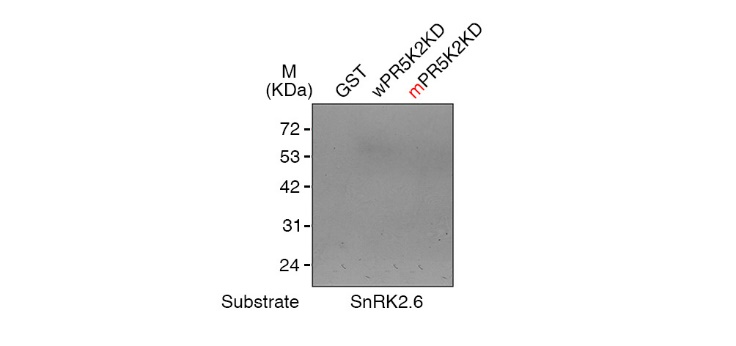 M
(KDa)
GST
wPR5K2KD
mPR5K2KD
72
53
42
31
24
Substrate
SnRK2.6